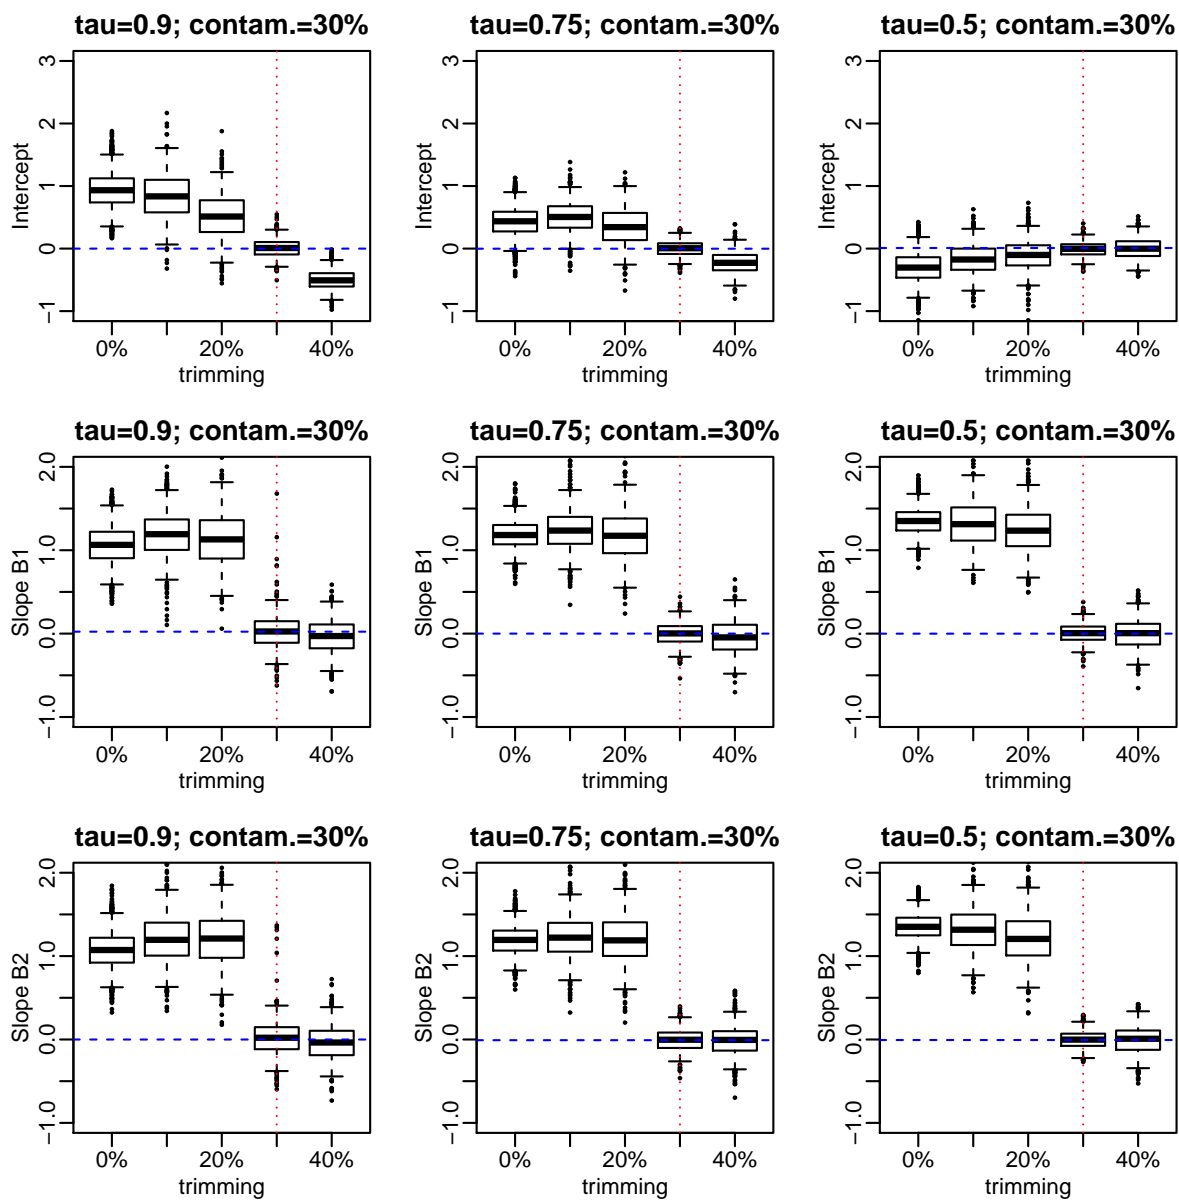 tau=0.9; contam.=30%
tau=0.75; contam.=30%
tau=0.5; contam.=30%
Intercept
3
2
1
0
−1
0%
20%
40%
trimming
Intercept
3
2
1
0
−1
0%
20%
40%
trimming
Intercept
3
2
1
0
−1
0%
20%
40%
trimming
tau=0.9; contam.=30%
tau=0.75; contam.=30%
tau=0.5; contam.=30%
Slope B1
2.0
1.0
0.0
−1.0
0%
20%
40%
trimming
Slope B1
2.0
1.0
0.0
−1.0
0%
20%
40%
trimming
Slope B1
2.0
1.0
0.0
−1.0
0%
20%
40%
trimming
tau=0.9; contam.=30%
tau=0.75; contam.=30%
tau=0.5; contam.=30%
Slope B2
2.0
1.0
0.0
−1.0
0%
20%
40%
trimming
Slope B2
2.0
1.0
0.0
−1.0
0%
20%
40%
trimming
Slope B2
2.0
1.0
0.0
−1.0
0%
20%
40%
trimming